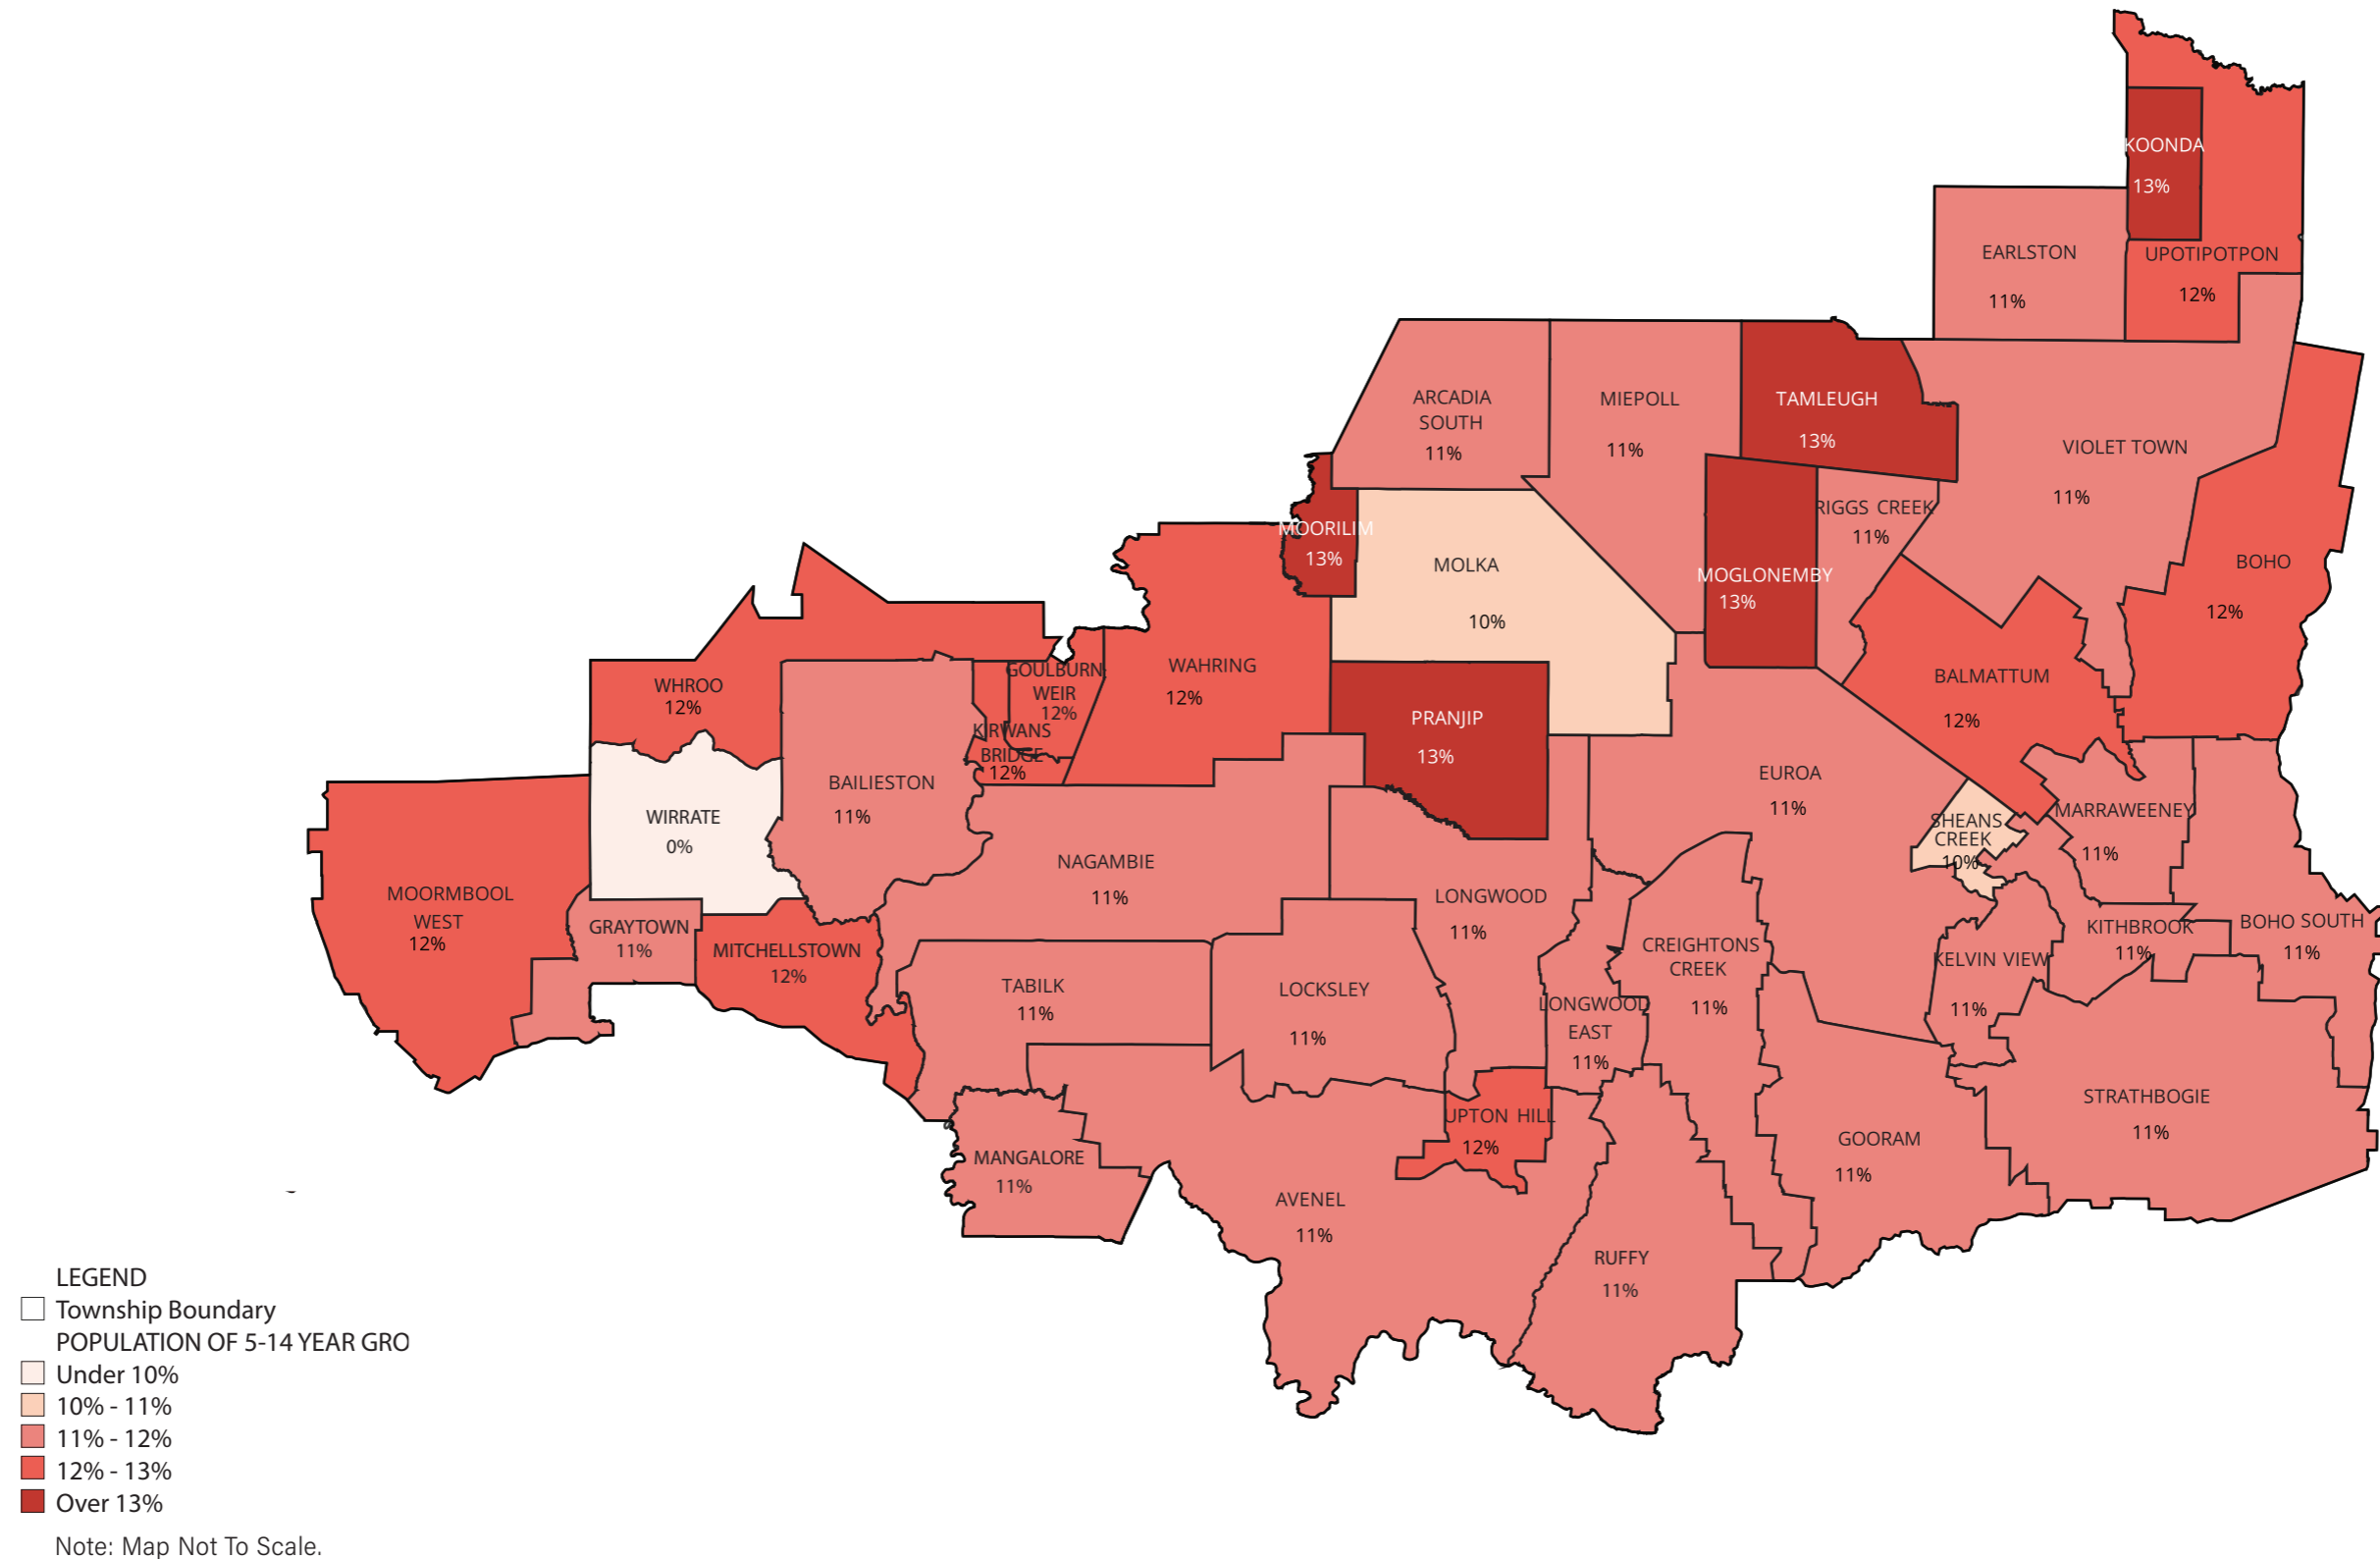 KOONDA
13%
EARLSTON
11%
UPOTIPOTPON
12%
ARCADIA
SOUTH
11%
MIEPOLL
11%
TAMLEUGH
13%
VIOLET TOWN
11%
RIGGS CREEK
11%
MOORILIM
13%
MOLKA
10%
MOGLONEMBY
13%
BOHO
12%
WHROO
12%
GOULBURN
WEIR
12%
KIRWANS
BRIDGE
12%
WAHRING
12%
PRANJIP
13%
BALMATTUM
12%
EUROA
11%
BAILIESTON
11%
WIRRATE
0%
SHEANS
CREEK
10%
MARRAWEENEY
11%
NAGAMBIE
11%
LONGWOOD
11%
MOORMBOOL
WEST
12%
GRAYTOWN
11%
MITCHELLSTOWN
12%
CREIGHTONS
CREEK
11%
KITHBROOK
11%
BOHO SOUTH
11%
KELVIN VIEW
11%
TABILK
11%
LOCKSLEY
11%
LONGWOOD
EAST
11%
UPTON HILL
12%
STRATHBOGIE
11%
GOORAM
11%
MANGALORE
11%
AVENEL
11%
RUFFY
11%
LEGEND
Township Boundary
POPULATION OF 5-14 YEAR GRO
Under 10%
10% - 11%
11% - 12%
12% - 13%
Over 13%
Note: Map Not To Scale.